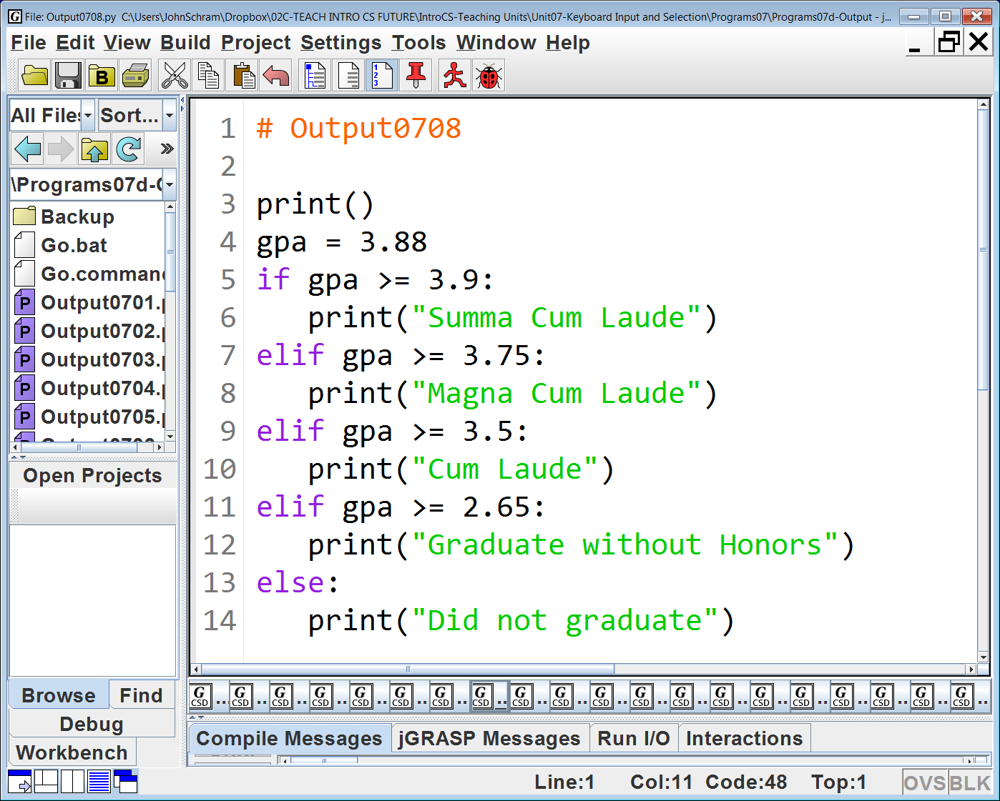 File: Output0708.py  C:\Users\JohnSchram\Dropbox\02C-TEACH INTRO CS FUTURE\IntroCS-Teaching Units\Unit07-Keyboard Input and Selection\Programs07\Programs07d-Output - j...
File Edit View Build Project Settings Tools Window Help
B
1
2
3
All Files Sort...
\Programs07d-
Backup
Go.bat
Go.command
P Output0701.p
P Output0702.p
P Output0703.p
P Output0704.p
P Output0705.p
Open Projects
Browse Find
Debug
Workbench
1 # Output0708
2
3 print()
4 gpa = 3.88
5 if gpa >= 3.9:
6    print("Summa Cum Laude")
7 elif gpa >= 3.75:
8    print("Magna Cum Laude")
9 elif gpa >= 3.5:
10    print("Cum Laude")
11 elif gpa >= 2.65:
12    print("Graduate without Honors")
13 else:
14    print("Did not graduate")
G CSD .. G CSD .. G CSD .. G CSD .. G CSD .. G CSD .. G CSD .. G CSD .. G CSD .. G CSD .. G CSD .. G CSD .. G CSD .. G CSD .. G CSD .. G CSD .. G CSD .. G CSD .. G CSD .. G CSD ..
Compile Messages jGRASP Messages Run I/O Interactions
Line:1 Col:11 Code:48 Top:1 OVS BLK